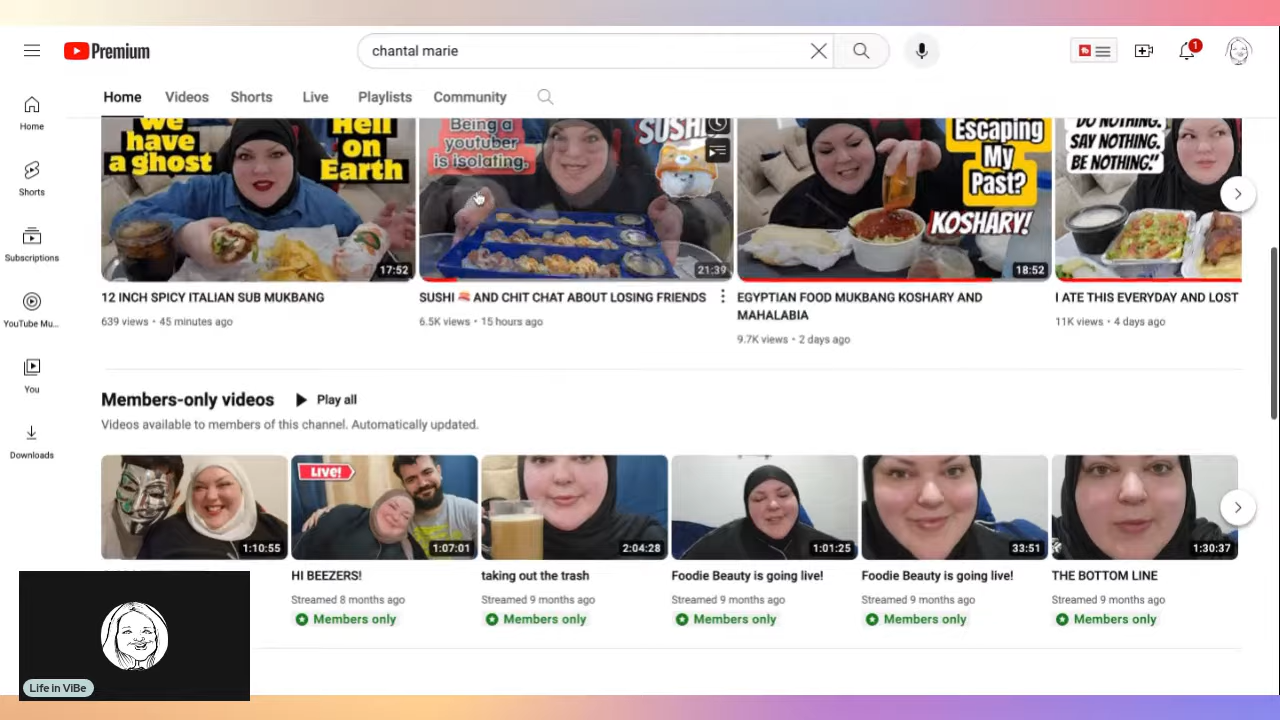 Premium
chantal marie
1
Home Videos Shorts Live Playlists Community
Home
Shorts
Subscriptions
YouTube Mu...
You
Downloads
We have a ghost
Hell on Earth
17:52
Being a youtuber is isolating.
SUSHI
21:39
Escaping My Past?
KOSHARY!
18:52
DO NOTHING. SAY NOTHING. BE NOTHING."
12 INCH SPICY ITALIAN SUB MUKBANG
639 views • 45 minutes ago
SUSHI 🍣 AND CHIT CHAT ABOUT LOSING FRIENDS
6.5K views • 15 hours ago
EGYPTIAN FOOD MUKBANG KOSHARY AND
MAHALABIA
9.7K views • 2 days ago
I ATE THIS EVERYDAY AND LOST
11K views • 4 days ago
Members-only videos Play all
Videos available to members of this channel. Automatically updated.
1:10:55
LIVE!
1:07:01
2:04:28
1:01:25
33:51
1:30:37
HI BEEZERS!
Streamed 8 months ago
Members only
taking out the trash
Streamed 9 months ago
Members only
Foodie Beauty is going live!
Streamed 9 months ago
Members only
Foodie Beauty is going live!
Streamed 9 months ago
Members only
THE BOTTOM LINE
Streamed 9 months ago
Members only
Life in ViBe